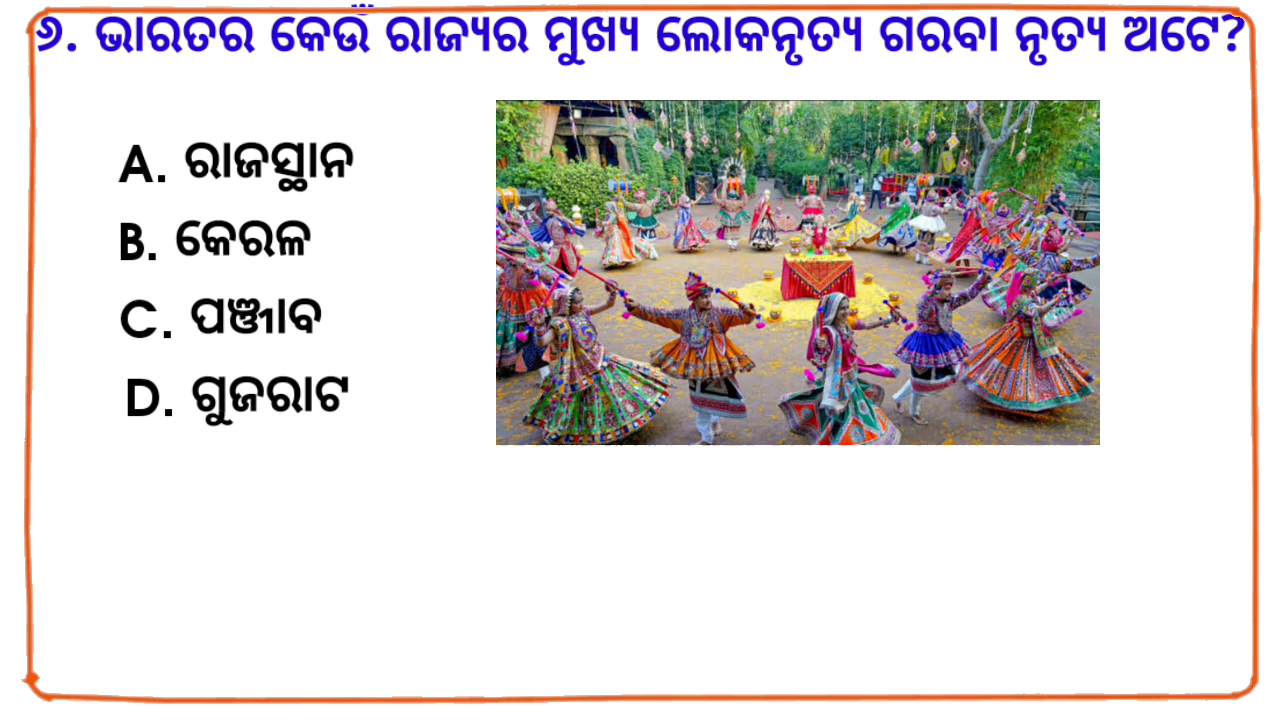 ୬. ଭାରତର କେଉଁ ରାଜ୍ୟର ମୁଖ୍ୟ ଲୋକନୃତ୍ୟ ଗରବା ନୃତ୍ୟ ଅଟେ?
A. ରାଜସ୍ଥାନ
B. କେରଳ
C. ପଞ୍ଜାବ
D. ଗୁଜରାଟ